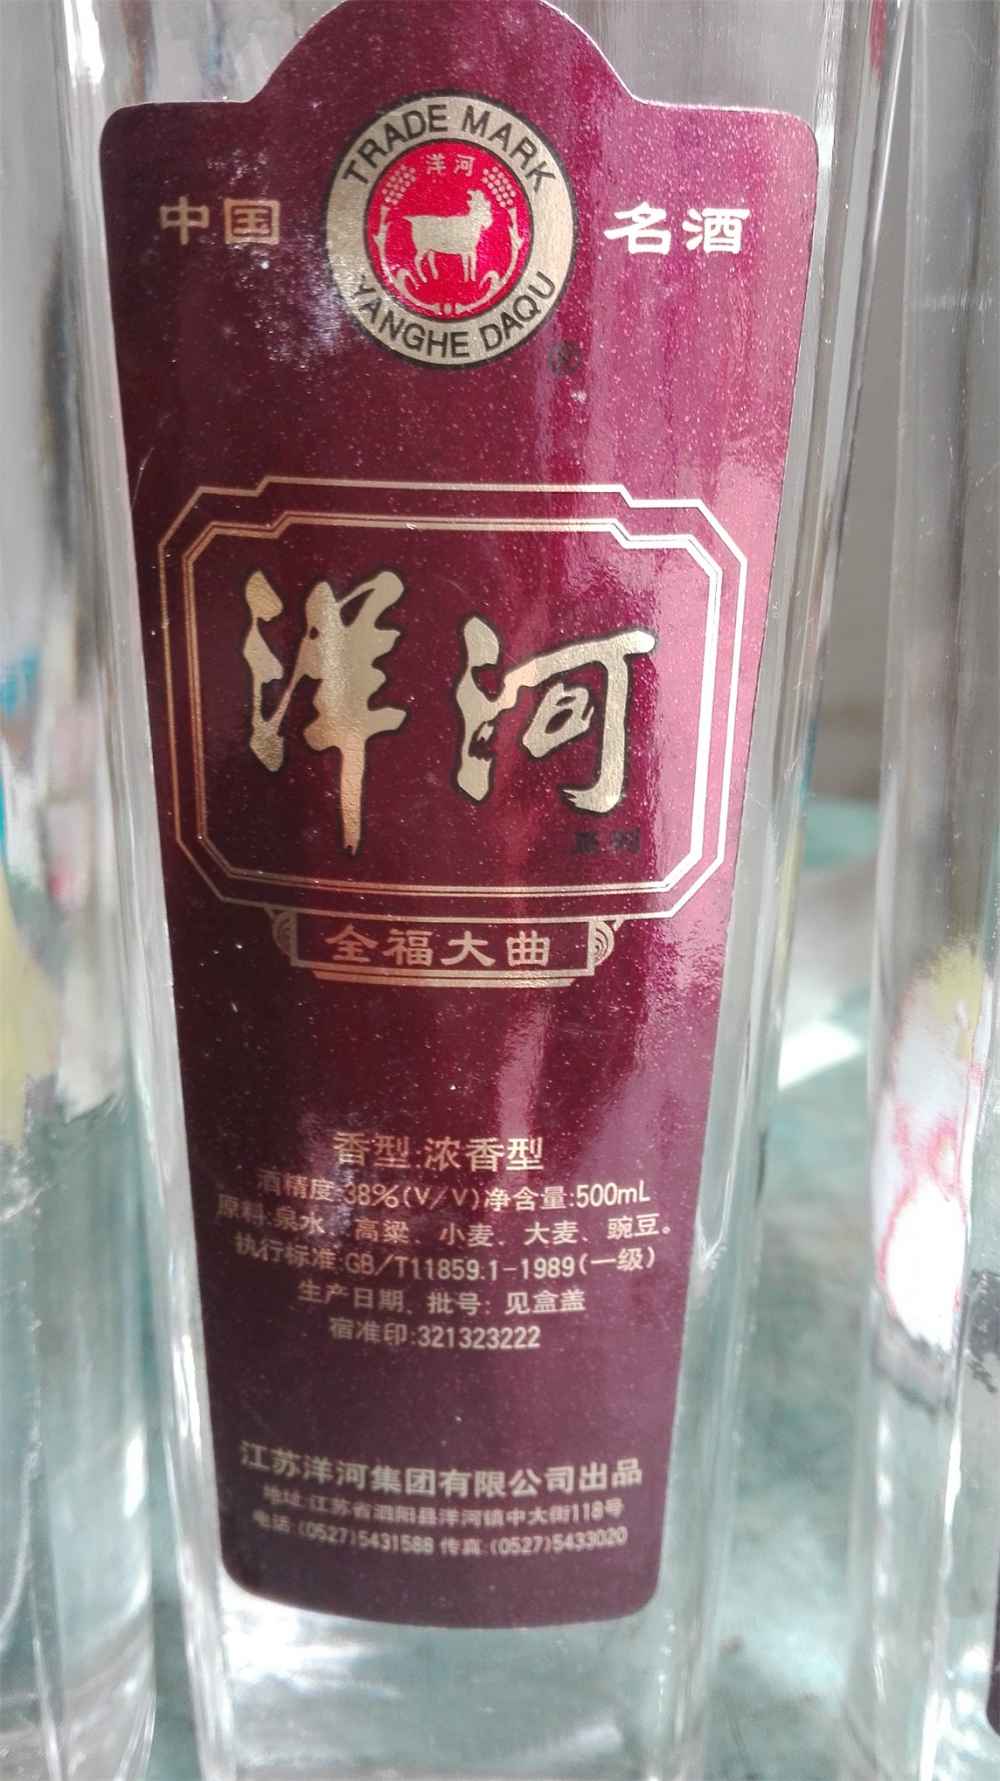 TRADE MARK
洋河
中国 名酒
YANGHE DAQU
®
洋河
系列
全福大曲
香型:浓香型
酒精度:38%(V/V)净含量:500mL
原料:泉水、高粱、小麦、大麦、豌豆。
执行标准:GB/T11859.1-1989(一级)
生产日期、批号: 见盒盖
宿准印:321323222
江苏洋河集团有限公司出品
地址:江苏省泗阳县洋河镇中大街118号
电话:(0527)5431588 传真:(0527)5433020